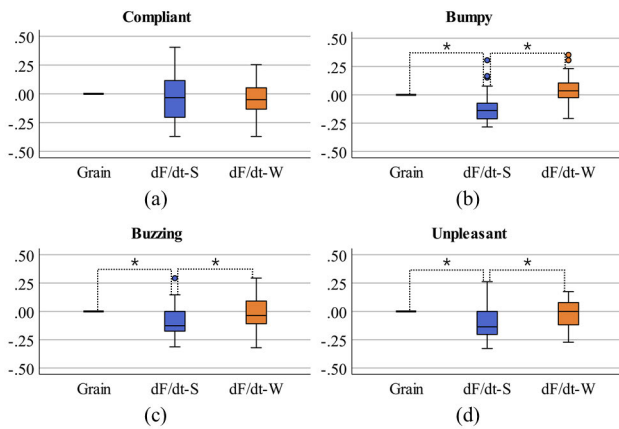 Compliant
.50
.25
.00
-.25
-.50
Grain dF/dt-S dF/dt-W
(a)
Bumpy
.50
.25
.00
-.25
-.50
* *
Grain dF/dt-S dF/dt-W
(b)
Buzzing
.50
.25
.00
-.25
-.50
* *
Grain dF/dt-S dF/dt-W
(c)
Unpleasant
.50
.25
.00
-.25
-.50
* *
Grain dF/dt-S dF/dt-W
(d)